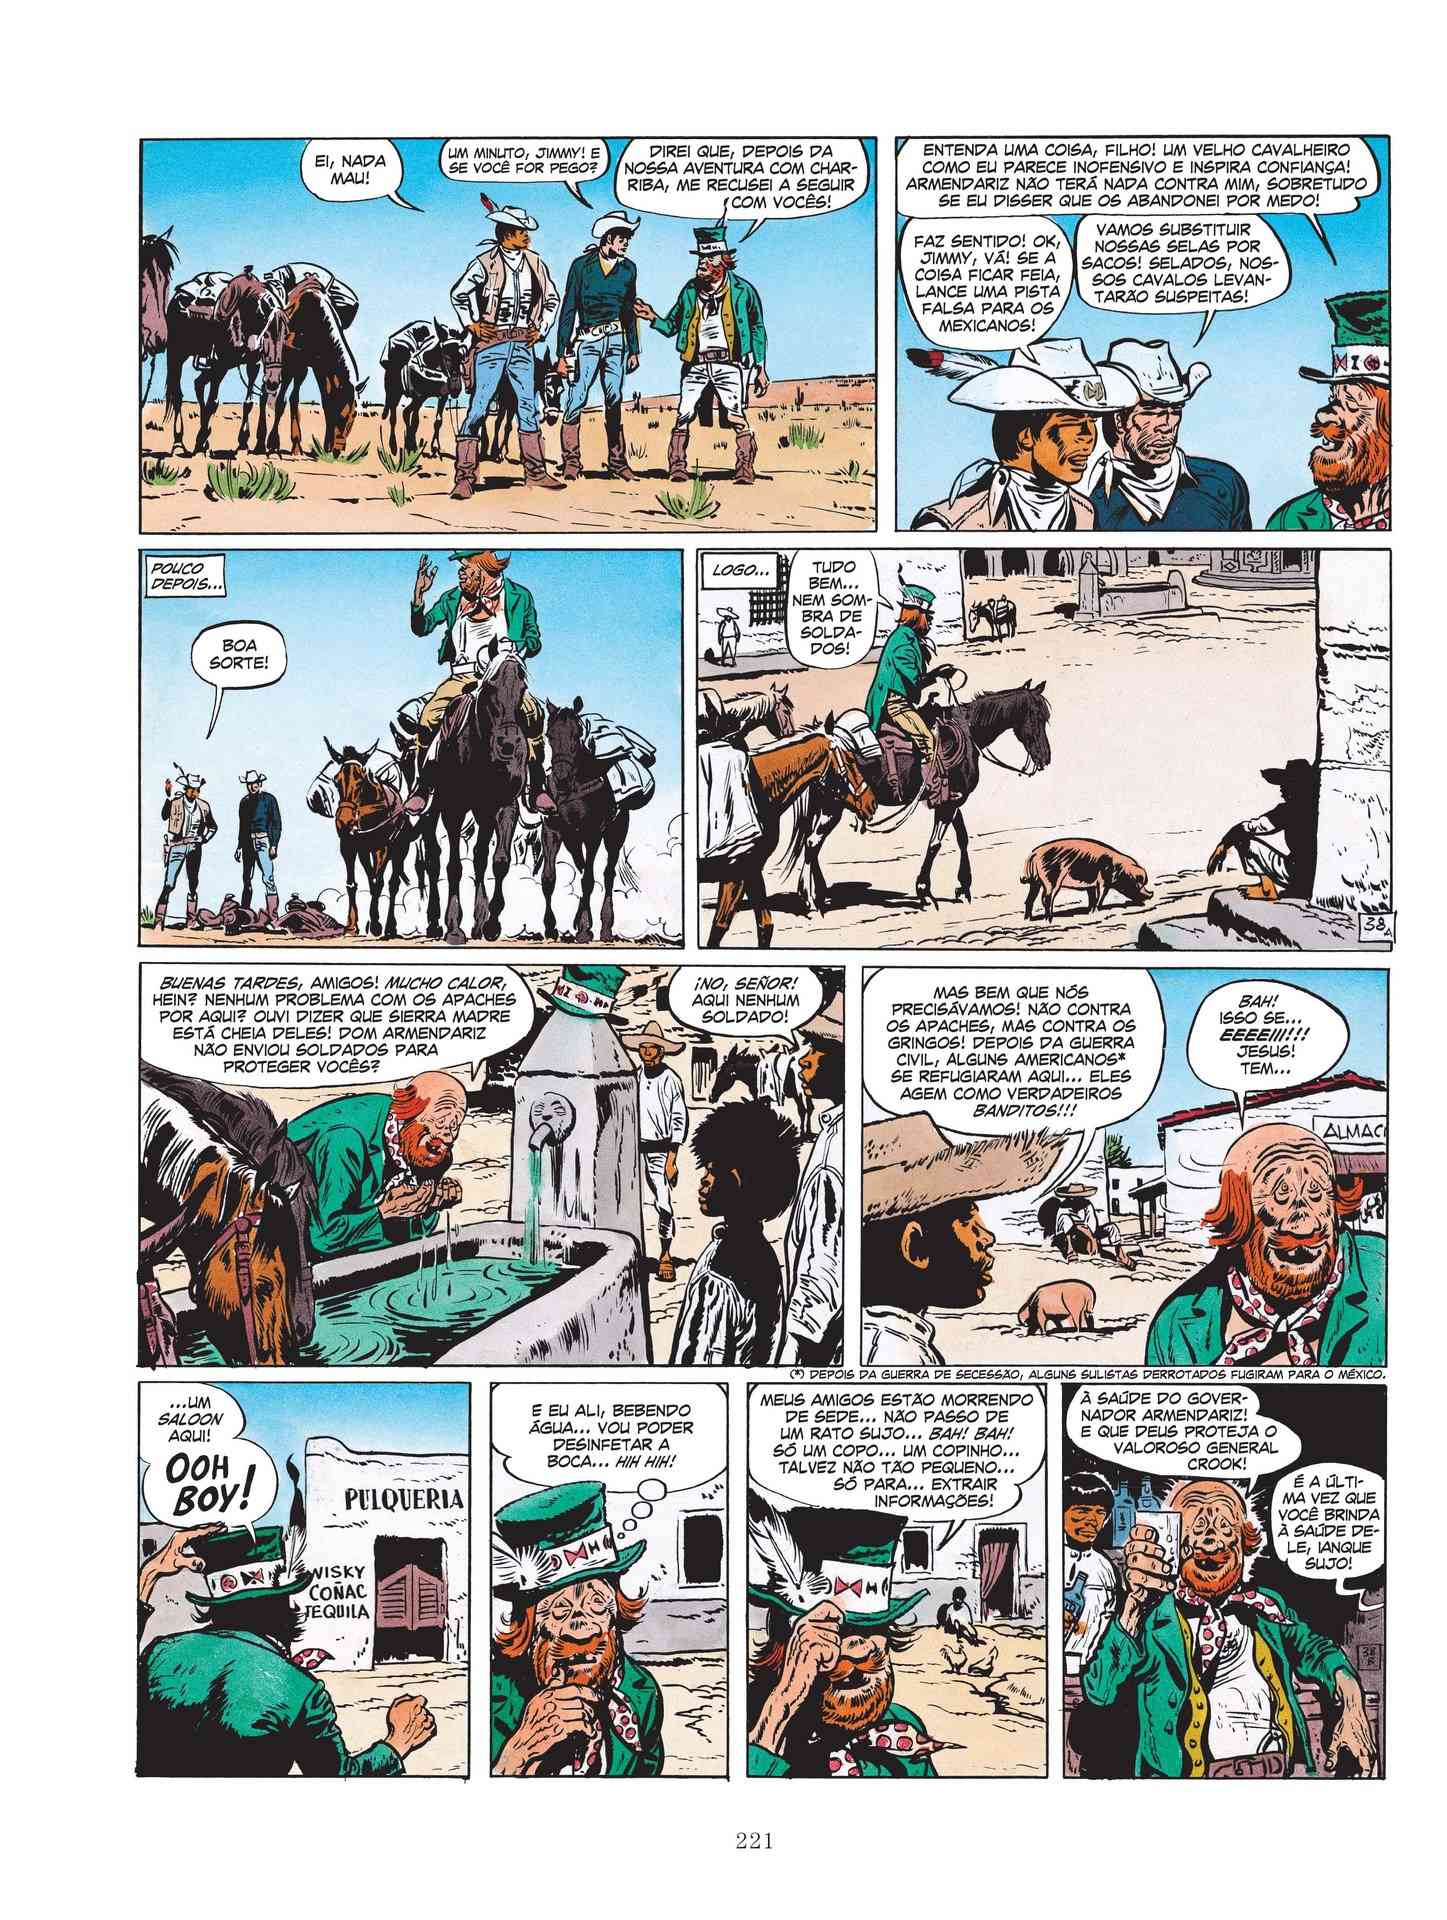 EI, NADA
MAU!
UM MINUTO, JIMMY! E
SE VOCÊ FOR PEGO?
DIREI QUE, DEPOIS DA
NOSSA AVENTURA COM CHAR-
RIBA, ME RECUSEI A SEGUIR
COM VOCÊS!
ENTENDA UMA COISA, FILHO! UM VELHO CAVALHEIRO
COMO EU PARECE INOFENSIVO E INSPIRA CONFIANÇA!
ARMENDARIZ NÃO TERÁ NADA CONTRA MIM, SOBRETUDO
SE EU DISSER QUE OS ABANDONEI POR MEDO!
FAZ SENTIDO! OK,
JIMMY, VÁ! SE A
COISA FICAR FEIA,
LANCE UMA PISTA
FALSA PARA OS
MEXICANOS!
VAMOS SUBSTITUIR
NOSSAS SELAS POR
SACOS! SELADOS, NOS-
SOS CAVALOS LEVAN-
TARÃO SUSPEITAS!
POUCO
DEPOIS...
BOA
SORTE!
LOGO...
TUDO
BEM...
NEM SOM-
BRA DE
SOLDA-
DOS!
38A
BUENAS TARDES, AMIGOS! MUCHO CALOR,
HEIN? NENHUM PROBLEMA COM OS APACHES
POR AQUI? OUVI DIZER QUE SIERRA MADRE
ESTÁ CHEIA DELES! DOM ARMENDARIZ
NÃO ENVIOU SOLDADOS PARA
PROTEGER VOCÊS?
¡NO, SEÑOR!
AQUI NENHUM
SOLDADO!
MAS BEM QUE NÓS
PRECISÁVAMOS! NÃO CONTRA
OS APACHES, MAS CONTRA OS
GRINGOS! DEPOIS DA GUERRA
CIVIL, ALGUNS AMERICANOS*
SE REFUGIARAM AQUI... ELES
AGEM COMO VERDADEIROS
BANDITOS!!!
BAH!
ISSO SE...
EEEEIII!!!
JESUS!
TEM...
ALMAC
(*) DEPOIS DA GUERRA DE SECESSÃO, ALGUNS SULISTAS DERROTADOS FUGIRAM PARA O MÉXICO.
...UM
SALOON
AQUI!
OOH
BOY!
PULQUERIA
WISKY
COÑAC
TEQUILA
E EU ALI, BEBENDO
ÁGUA... VOU PODER
DESINFETAR A
BOCA... HIH HIH!
MEUS AMIGOS ESTÃO MORRENDO
DE SEDE... NÃO PASSO DE
UM RATO SUJO... BAH! BAH!
SÓ UM COPO... UM COPINHO...
TALVEZ NÃO TÃO PEQUENO...
SÓ PARA... EXTRAIR
INFORMAÇÕES!
À SAÚDE DO GOVER-
NADOR ARMENDARIZ!
E QUE DEUS PROTEJA O
VALOROSO GENERAL
CROOK!
E É A ÚLTI-
MA VEZ QUE
VOCÊ BRINDA
À SAÚDE DE-
LE, IANQUE
SUJO!
38
B
221